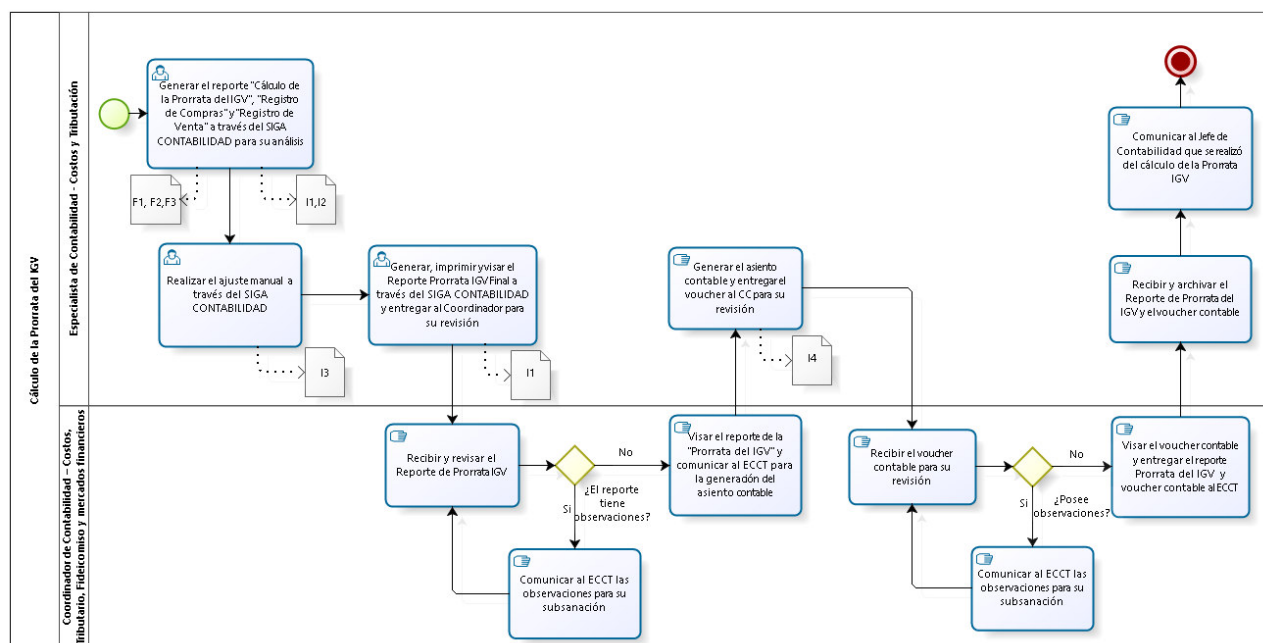 Cálculo de la Prorrata del IGV
Especialista de Contabilidad - Costos y Tributación
Generar el reporte "Cálculo de
la Prorrata del IGV", "Registro
de Compras" y "Registro de
Venta" a través del SIGA
CONTABILIDAD para su análisis
F1, F2,F3
I1,I2
Realizar el ajuste manual a
través del SIGA
CONTABILIDAD
I3
Generar, imprimir y visar el
Reporte Prorrata IGV Final a
través del SIGA CONTABILIDAD
y entregar al Coordinador para
su revisión
I1
Generar el asiento
contable y entregar el
voucher al CC para su
revisión
I4
Comunicar al Jefe de
Contabilidad que se realizó
del cálculo de la Prorrata
IGV
Recibir y archivar el
Reporte de Prorrata del
IGV y el voucher contable
Coordinador de Contabilidad - Costos,
Tributario, Fideicomiso y mercados financieros
Recibir y revisar el
Reporte de Prorrata IGV
¿El reporte
tiene
observaciones?
No
Si
Comunicar al ECCT las
observaciones para su
subsanación
Visar el reporte de la
"Prorrata del IGV" y
comunicar al ECCT para
la generación del
asiento contable
Recibir el voucher
contable para su
revisión
¿Posee
observaciones?
No
Si
Comunicar al ECCT las
observaciones para su
subsanación
Visar el voucher contable
y entregar el reporte
Prorrata del IGV y
voucher contable al ECCT